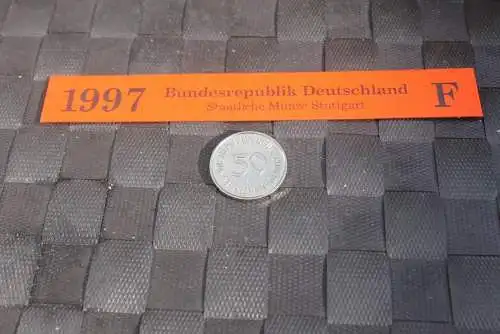 1997 Bundesrepublik Deutschland F
Staatliche Münze Stuttgart
50